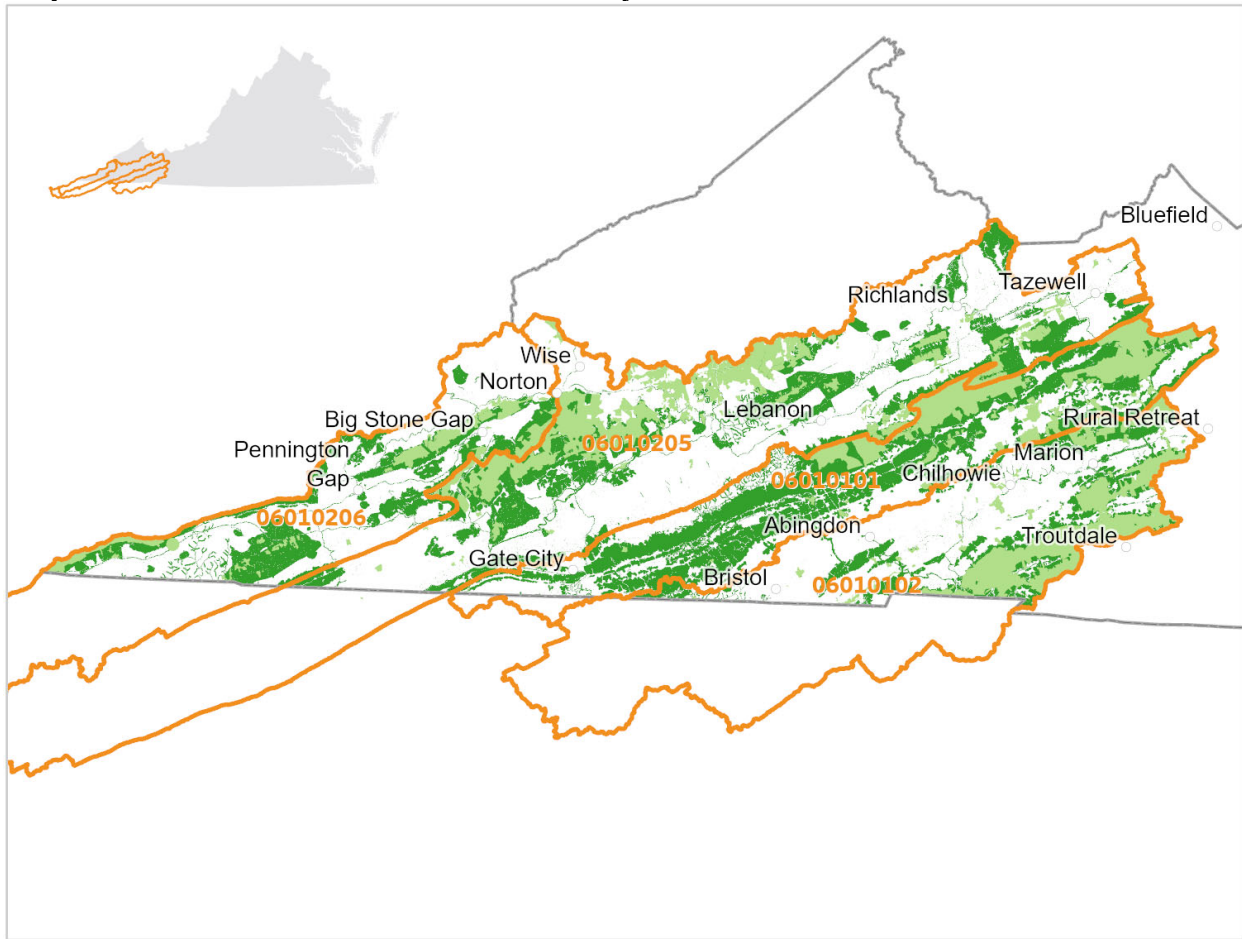 Bluefield
Tazewell
Richlands
Wise
Norton
Lebanon
Big Stone Gap
Rural Retreat
06010205
Pennington
Gap
Marion
06010101
Chilhowie
06010206
Abingdon
Troutdale
Gate City
Bristol
06010102